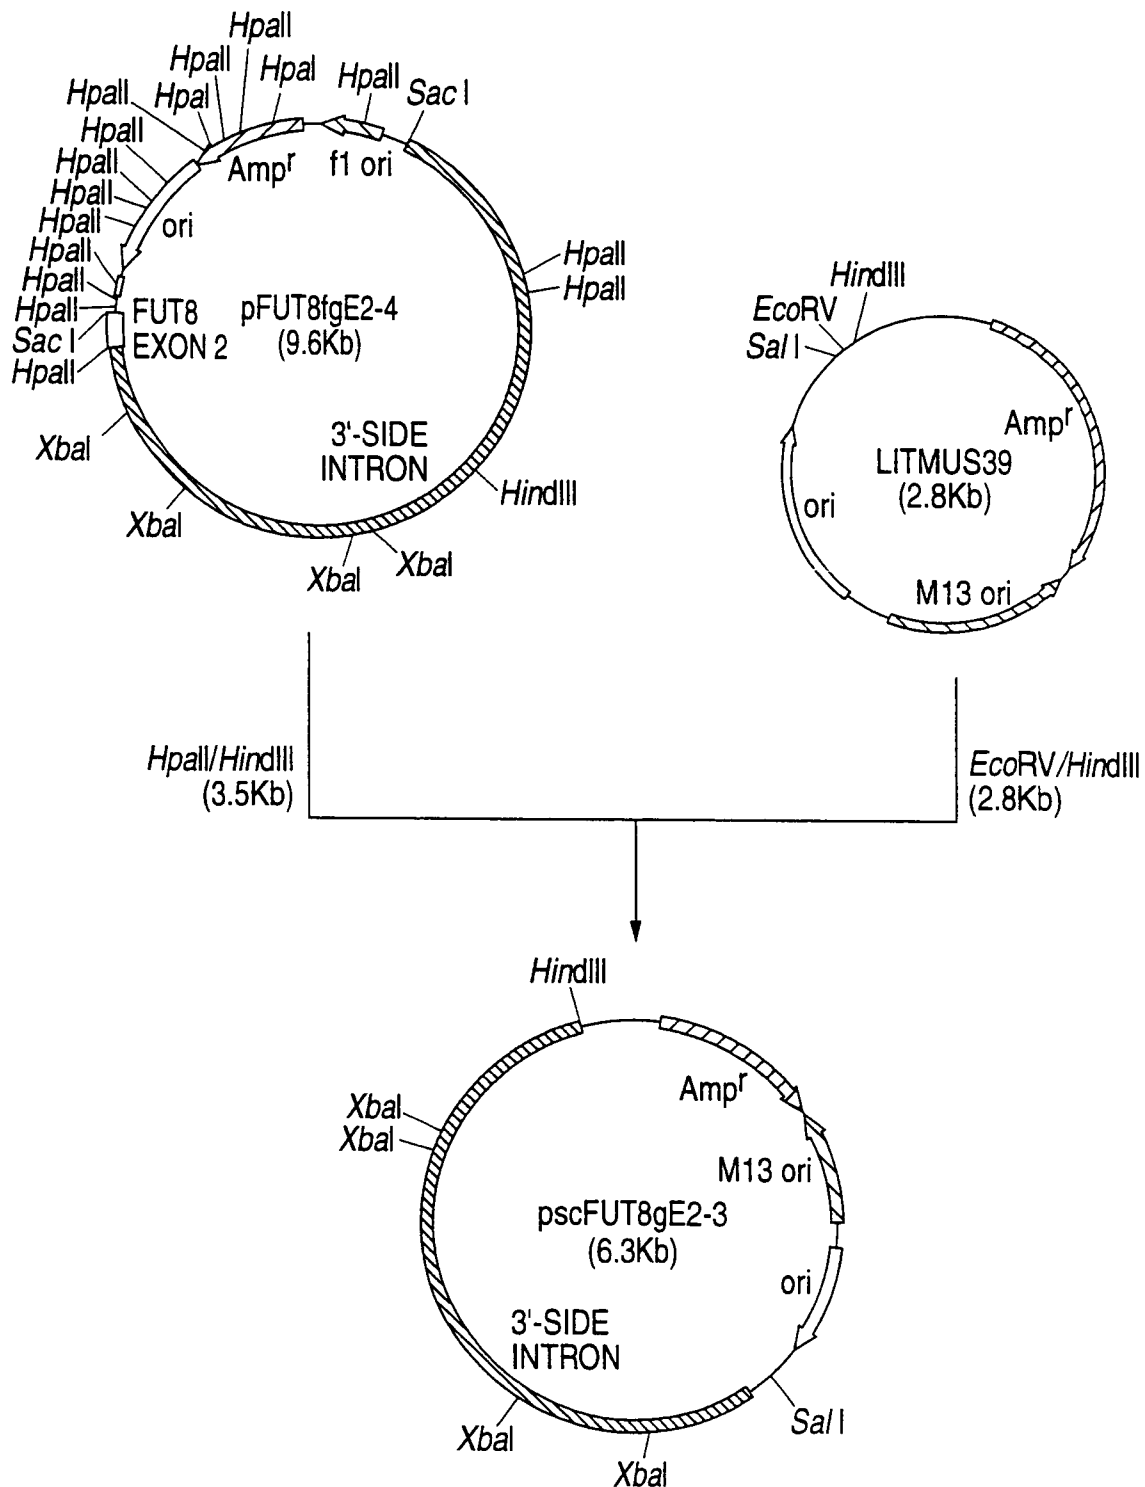 HpaII
HpaII
HpaI
HpaII
SacI
HpaII
HpaI
HpaII
HpaII
HpaII
HpaII
HpaII
HpaII
HpaII
SacI
HpaII
Amp^r
f1 ori
ori
FUT8
EXON 2
pFUT8fgE2-4
(9.6Kb)
HpaII
HpaII
3'-SIDE
INTRON
HindIII
XbaI
XbaI
XbaI
XbaI
HindIII
EcoRV
SalI
Amp^r
LITMUS39
(2.8Kb)
ori
M13 ori
HpaII/HindIII
(3.5Kb)
EcoRV/HindIII
(2.8Kb)
HindIII
Amp^r
XbaI
XbaI
M13 ori
pscFUT8gE2-3
(6.3Kb)
ori
3'-SIDE
INTRON
SalI
XbaI
XbaI